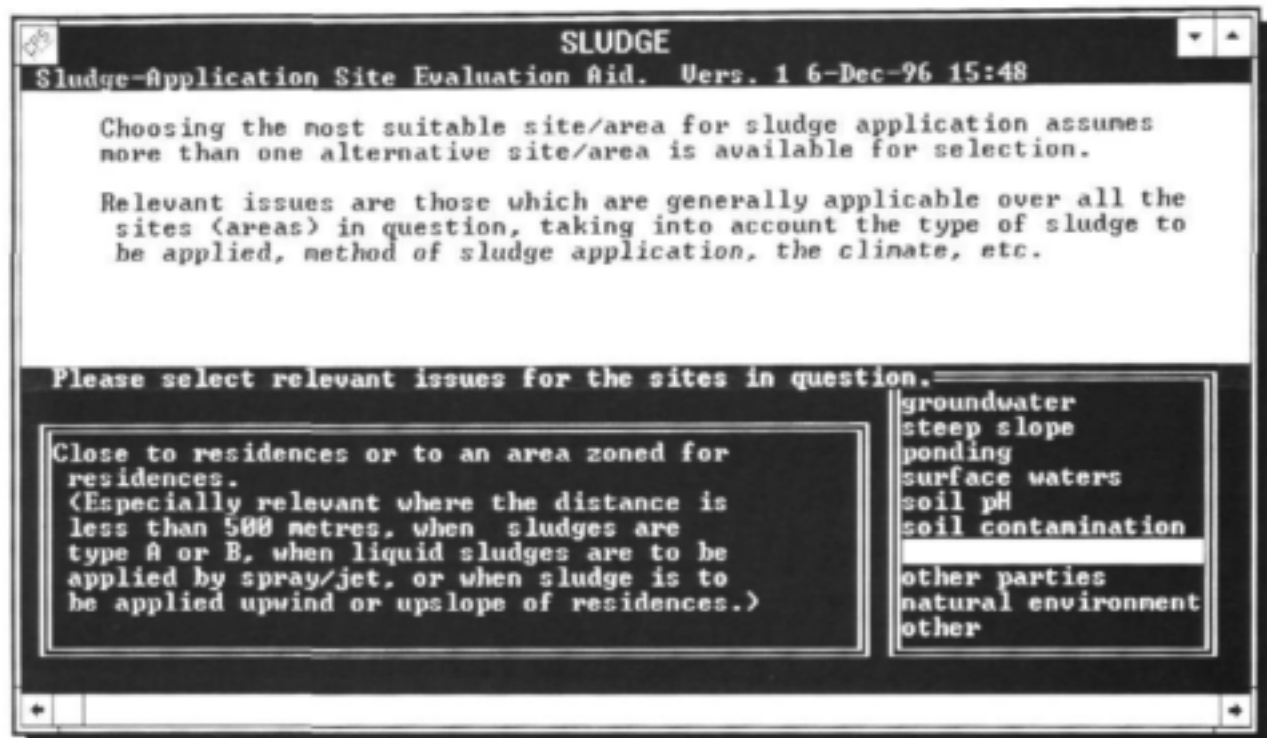 CPS
SLUDGE
Sludge-Application Site Evaluation Aid. Vers. 1 6-Dec-96 15:48
Choosing the most suitable site/area for sludge application assumes
more than one alternative site/area is available for selection.
Relevant issues are those which are generally applicable over all the
sites (areas) in question, taking into account the type of sludge to
be applied, method of sludge application, the climate, etc.
Please select relevant issues for the sites in question.
Close to residences or to an area zoned for
residences.
(Especially relevant where the distance is
less than 500 metres, when sludges are
type A or B, when liquid sludges are to be
applied by spray/jet, or when sludge is to
be applied upwind or upslope of residences.)
groundwater
steep slope
ponding
surface waters
soil pH
soil contamination
other parties
natural environment
other